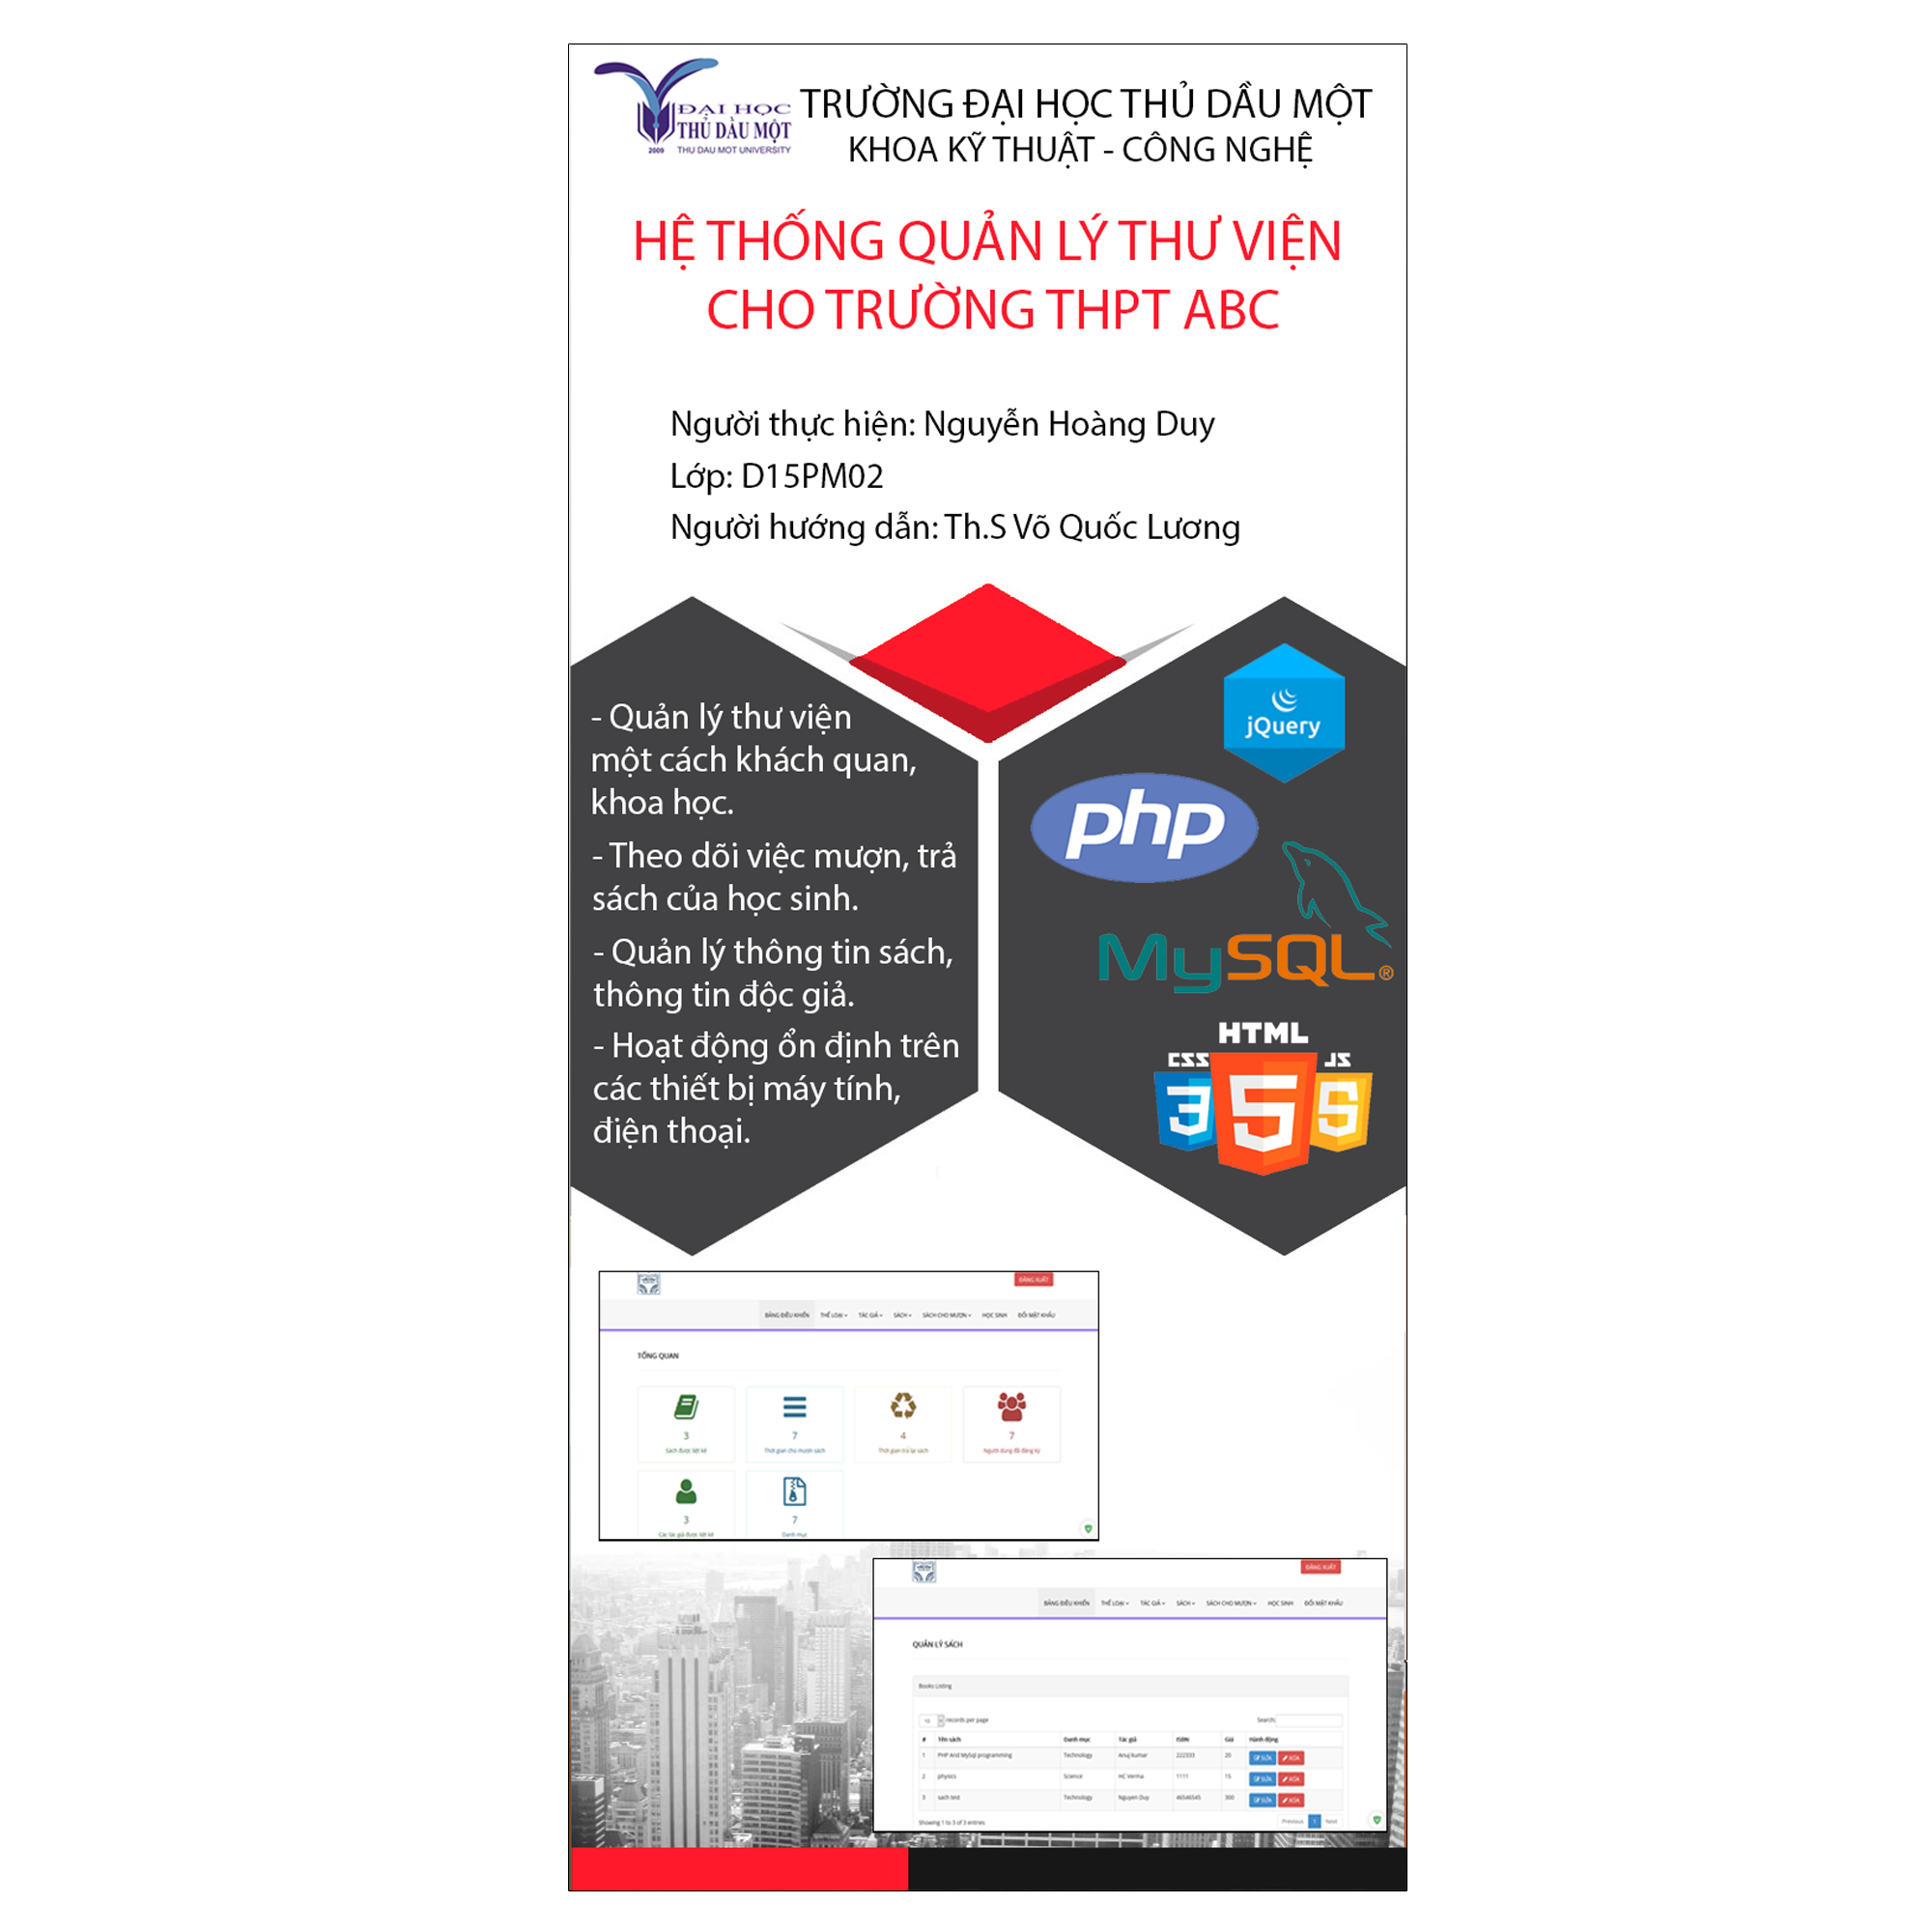 ĐẠI HỌC
THỦ DẦU MỘT
2009 THU DAU MOT UNIVERSITY
TRƯỜNG ĐẠI HỌC THỦ DẦU MỘT
KHOA KỸ THUẬT - CÔNG NGHỆ
HỆ THỐNG QUẢN LÝ THƯ VIỆN
CHO TRƯỜNG THPT ABC
Người thực hiện: Nguyễn Hoàng Duy
Lớp: D15PM02
Người hướng dẫn: Th.S Võ Quốc Lương
- Quản lý thư viện
một cách khách quan,
khoa học.
- Theo dõi việc mượn, trả
sách của học sinh.
- Quản lý thông tin sách,
thông tin độc giả.
- Hoạt động ổn định trên
các thiết bị máy tính,
điện thoại.
jQuery
php
MySQL®
HTML
CSS JS
3 5 5
ĐĂNG XUẤT
BẢNG ĐIỀU KHIỂN THỂ LOẠI TÁC GIẢ SÁCH SÁCH CHO MƯỢN HỌC SINH ĐỔI MẬT KHẨU
TỔNG QUAN
3 7 4 7
Sách được liệt kê Thời gian cho mượn sách Thời gian trả lại sách Người dùng đã đăng ký
3 7
Các tác giả được liệt kê Danh mục
ĐĂNG XUẤT
BẢNG ĐIỀU KHIỂN THỂ LOẠI TÁC GIẢ SÁCH SÁCH CHO MƯỢN HỌC SINH ĐỔI MẬT KHẨU
QUẢN LÝ SÁCH
Books Listing
10 records per page Search:
# Tên sách Danh mục Tác giả ISBN Giá Hành động
1 PHP And MySql programming Technology Anuj kumar 222333 20 SỬA XÓA
2 physics Science HC Verma 1111 15 SỬA XÓA
3 sach test Technology Nguyen Duy 46546545 300 SỬA XÓA
Showing 1 to 3 of 3 entries Previous 1 Next